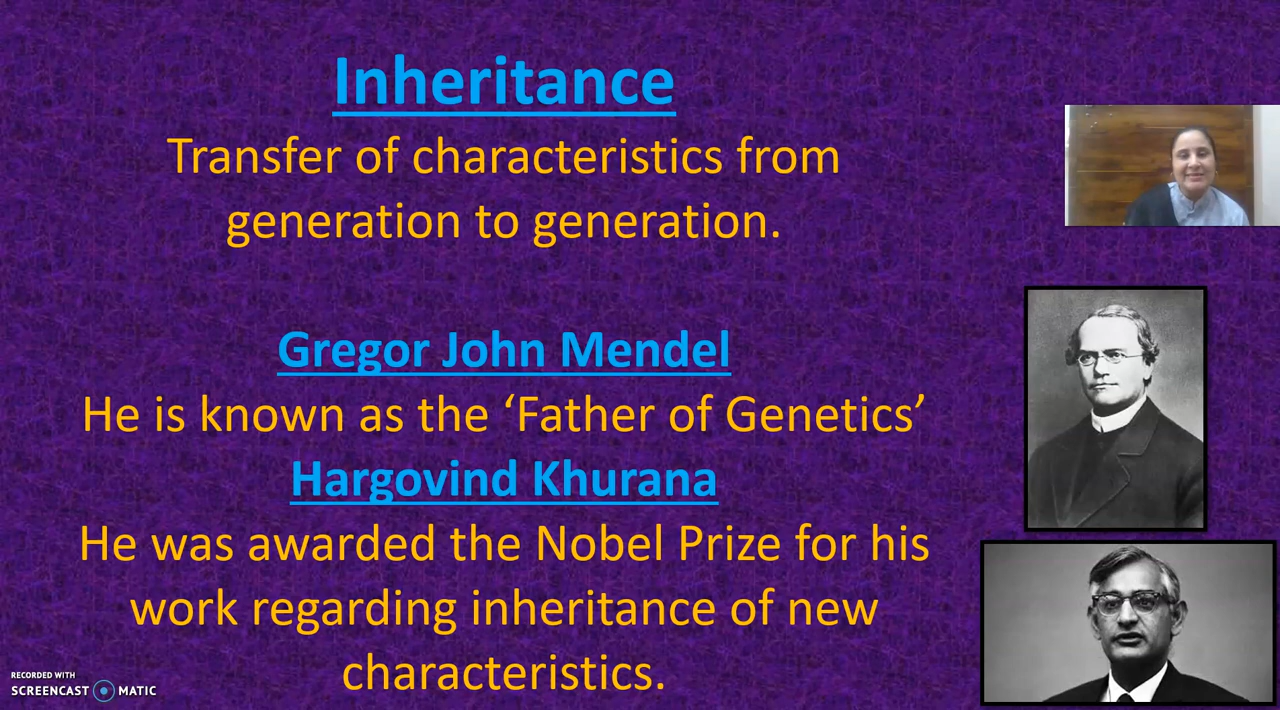 Inheritance
Transfer of characteristics from
generation to generation.
Gregor John Mendel
He is known as the ‘Father of Genetics’
Hargovind Khurana
He was awarded the Nobel Prize for his
work regarding inheritance of new
characteristics.
RECORDED WITH
SCREENCAST MATIC